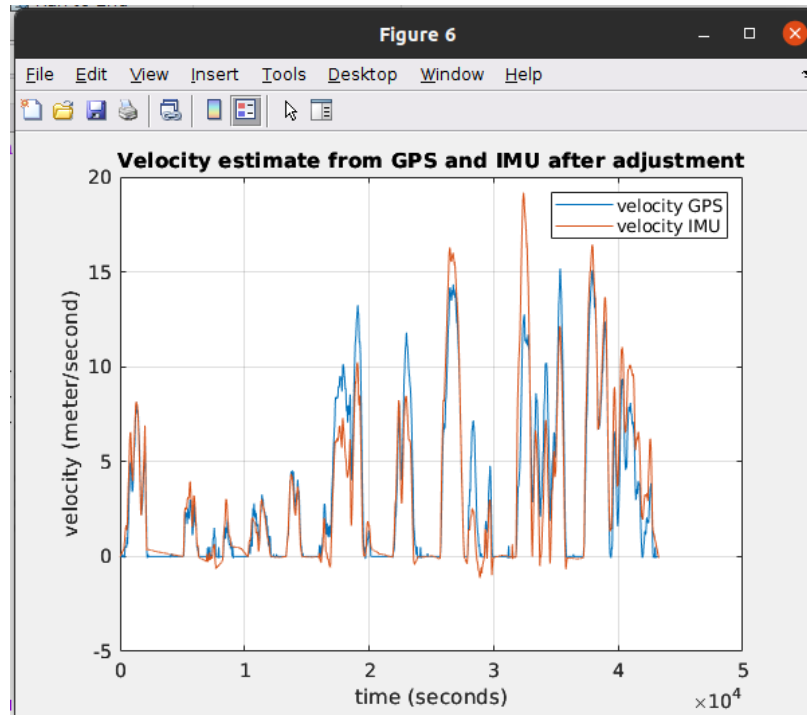 Figure 6
File Edit View Insert Tools Desktop Window Help
Velocity estimate from GPS and IMU after adjustment
velocity GPS
velocity IMU
velocity (meter/second)
20
15
10
5
0
-5
0 1 2 3 4 5
×10^4
time (seconds)